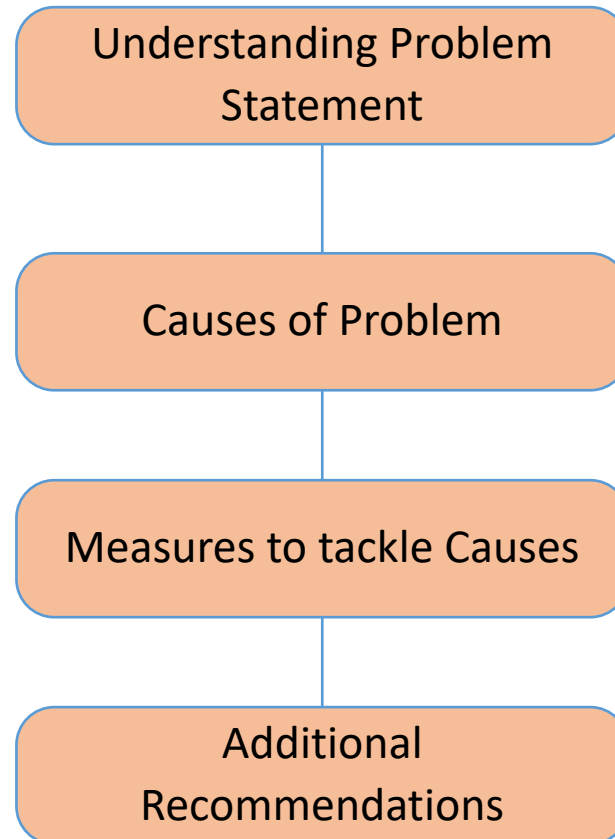 Understanding Problem
Statement
Causes of Problem
Measures to tackle Causes
Additional
Recommendations